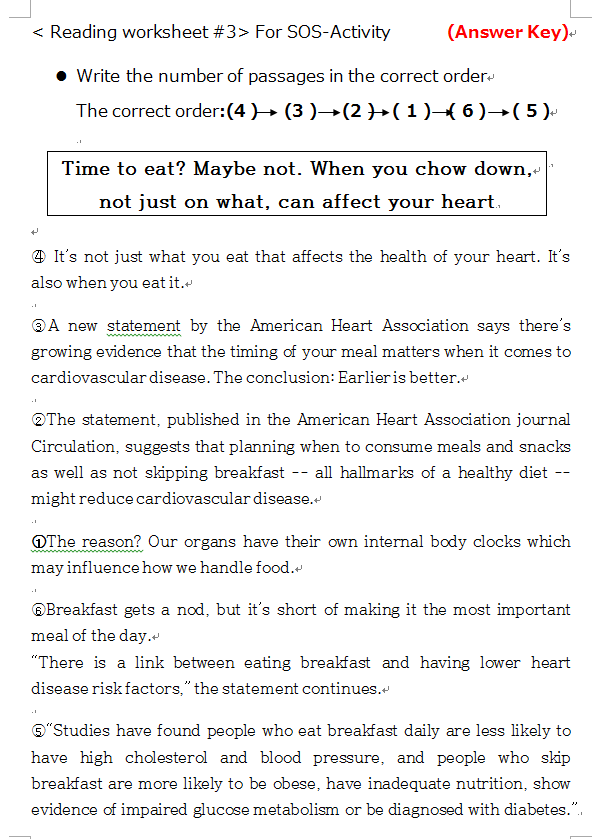 < Reading worksheet #3> For SOS-Activity (Answer Key)
● Write the number of passages in the correct order
The correct order:(4 )→ (3 )→(2 )→( 1 )→( 6 )→( 5 )
Time to eat? Maybe not. When you chow down,
not just on what, can affect your heart.
④ It's not just what you eat that affects the health of your heart. It's
also when you eat it.
③A new statement by the American Heart Association says there's
growing evidence that the timing of your meal matters when it comes to
cardiovascular disease. The conclusion: Earlier is better.
②The statement, published in the American Heart Association journal
Circulation, suggests that planning when to consume meals and snacks
as well as not skipping breakfast -- all hallmarks of a healthy diet --
might reduce cardiovascular disease.
①The reason? Our organs have their own internal body clocks which
may influence how we handle food.
⑥Breakfast gets a nod, but it's short of making it the most important
meal of the day.
“There is a link between eating breakfast and having lower heart
disease risk factors,” the statement continues.
⑤“Studies have found people who eat breakfast daily are less likely to
have high cholesterol and blood pressure, and people who skip
breakfast are more likely to be obese, have inadequate nutrition, show
evidence of impaired glucose metabolism or be diagnosed with diabetes.”